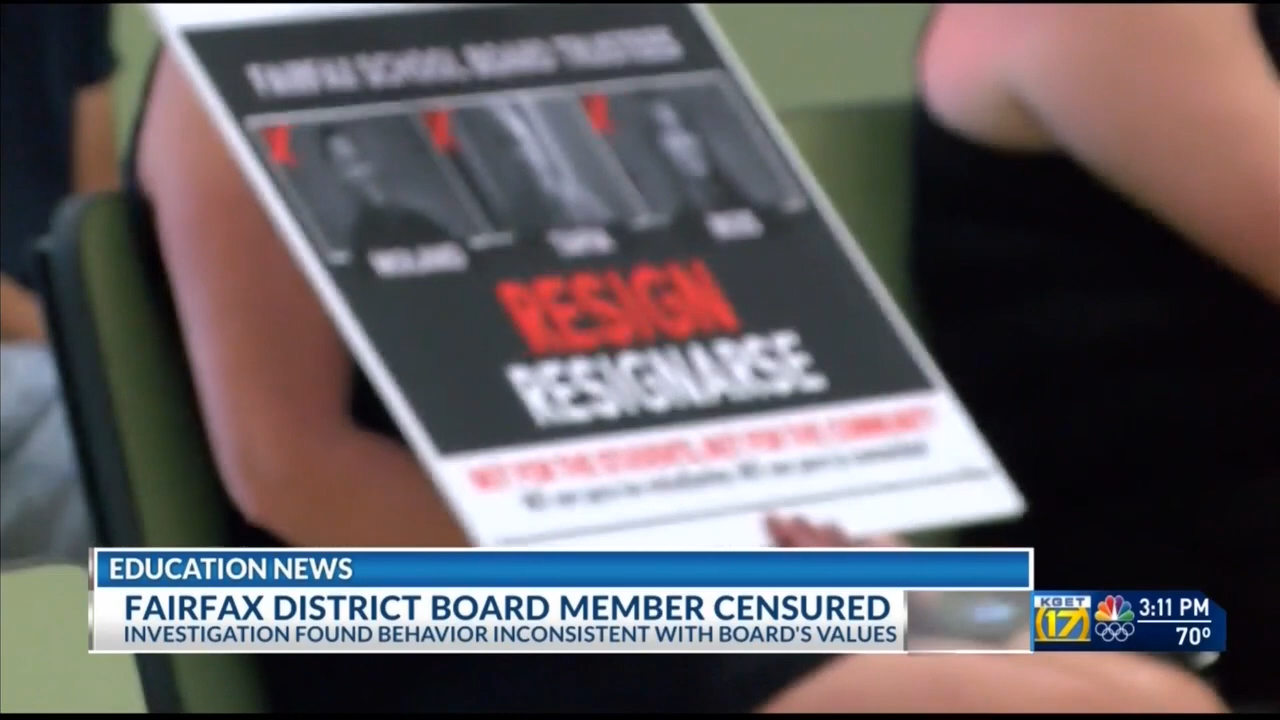 FAIRFAX SCHOOL BOARD TRUSTEES
RESIGN
RESIGNARSE
EDUCATION NEWS
FAIRFAX DISTRICT BOARD MEMBER CENSURED
INVESTIGATION FOUND BEHAVIOR INCONSISTENT WITH BOARD'S VALUES
KGET
17
3:11 PM
70°